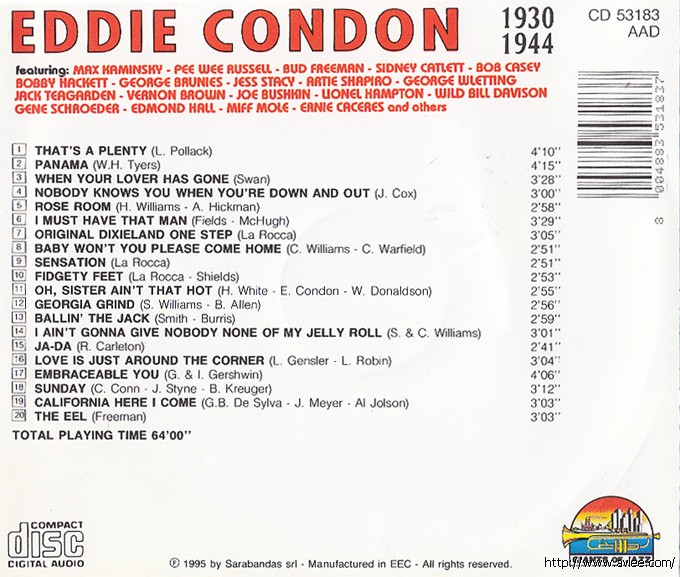 EDDIE CONDON 1930 1944 CD 53183 AAD
featuring: MAX KAMINSKY - PEE WEE RUSSELL - BUD FREEMAN - SIDNEY CATLETT - BOB CASEY
BOBBY HACKETT - GEORGE BRUNIES - JESS STACY - ARTIE SHAPIRO - GEORGE WLETTING
JACK TEAGARDEN - VERNON BROWN - JOE BUSHKIN - LIONEL HAMPTON - WILD BILL DAVISON
GENE SCHROEDER - EDMOND HALL - MIFF MOLE - ERNIE CACERES and others
1 THAT'S A PLENTY (L. Pollack) 4'10''
2 PANAMA (W.H. Tyers) 4'15''
3 WHEN YOUR LOVER HAS GONE (Swan) 3'28''
4 NOBODY KNOWS YOU WHEN YOU'RE DOWN AND OUT (J. Cox) 3'00''
5 ROSE ROOM (H. Williams - A. Hickman) 2'58''
6 I MUST HAVE THAT MAN (Fields - McHugh) 3'29''
7 ORIGINAL DIXIELAND ONE STEP (La Rocca) 3'05''
8 BABY WON'T YOU PLEASE COME HOME (C. Williams - C. Warfield) 2'51''
9 SENSATION (La Rocca) 2'51''
10 FIDGETY FEET (La Rocca - Shields) 2'53''
11 OH, SISTER AIN'T THAT HOT (H. White - E. Condon - W. Donaldson) 2'55''
12 GEORGIA GRIND (S. Williams - B. Allen) 2'56''
13 BALLIN' THE JACK (Smith - Burris) 2'59''
14 I AIN'T GONNA GIVE NOBODY NONE OF MY JELLY ROLL (S. & C. Williams) 3'01''
15 JA-DA (R. Carleton) 2'41''
16 LOVE IS JUST AROUND THE CORNER (L. Gensler - L. Robin) 3'04''
17 EMBRACEABLE YOU (G. & I. Gershwin) 4'06''
18 SUNDAY (C. Conn - J. Styne - B. Kreuger) 3'12''
19 CALIFORNIA HERE I COME (G.B. De Sylva - J. Meyer - Al Jolson) 3'03''
20 THE EEL (Freeman) 3'03''
TOTAL PLAYING TIME 64'00''
8 004883 531837
COMPACT
disc
DIGITAL AUDIO
℗ 1995 by Sarabandas srl - Manufactured in EEC - All rights reserved.